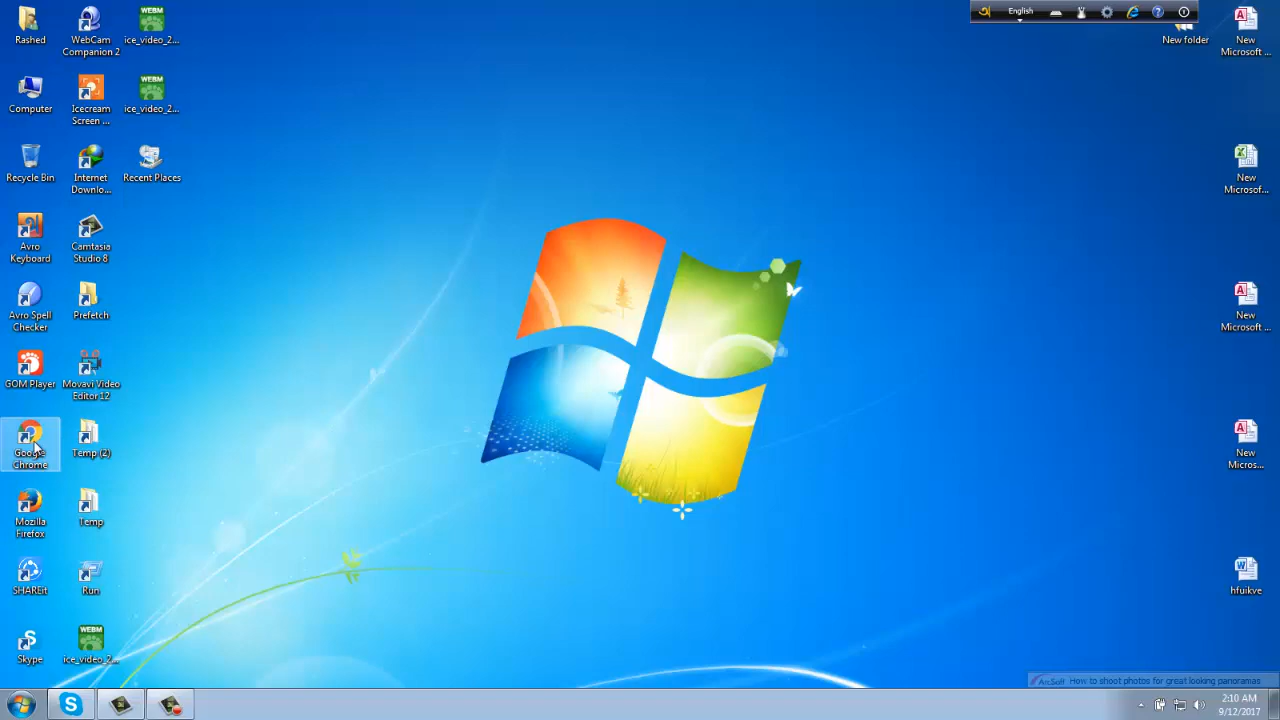 Rashed
WebCam
Companion 2
ice_video_2...
Computer
Icecream
Screen ...
ice_video_2...
Recycle Bin
Internet
Downlo...
Recent Places
Avro
Keyboard
Camtasia
Studio 8
Avro Spell
Checker
Prefetch
GOM Player
Movavi Video
Editor 12
Google
Chrome
Temp (2)
Mozilla
Firefox
Temp
SHAREit
Run
Skype
ice_video_2...
English
New folder
New
Microsoft ...
New
Microsof...
New
Microsoft ...
New
Micros...
hfuikve
ArcSoft How to shoot photos for great looking panoramas
2:10 AM
9/12/2017